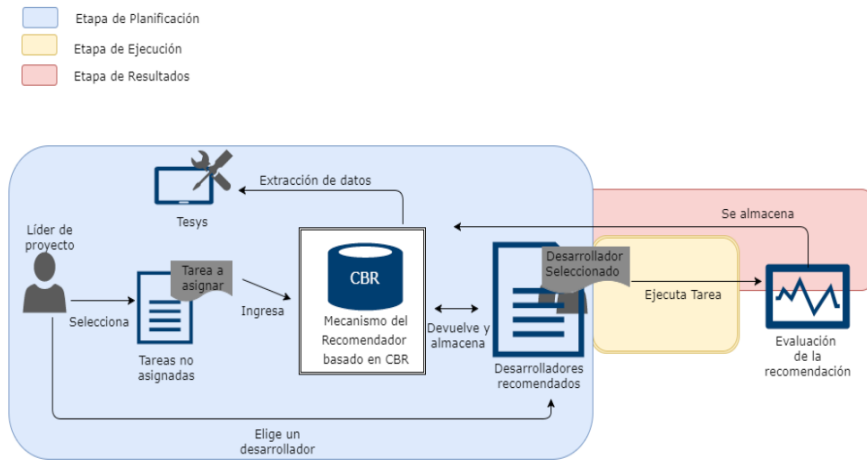 Etapa de Planificación
Etapa de Ejecución
Etapa de Resultados
Extracción de datos
Tesys
Se almacena
Líder de
proyecto
Tarea a
asignar
Selecciona
Ingresa
Tareas no
asignadas
CBR
Mecanismo del
Recomendador
basado en CBR
Devuelve y
almacena
Desarrollador
Seleccionado
Desarrolladores
recomendados
Ejecuta Tarea
Evaluación
de la
recomendación
Elige un
desarrollador